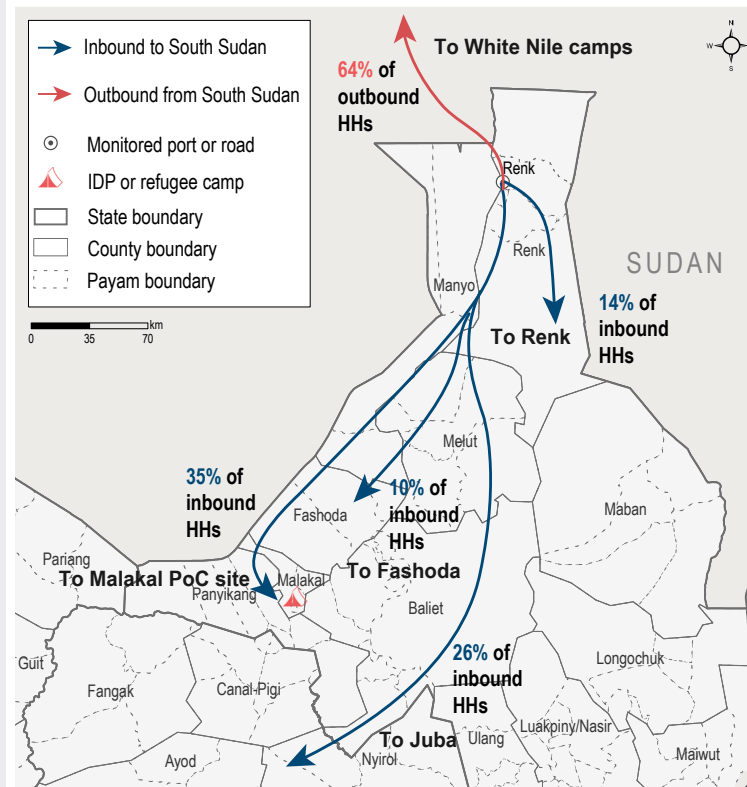 Inbound to South Sudan
Outbound from South Sudan
Monitored port or road
IDP or refugee camp
State boundary
County boundary
Payam boundary
km
0 35 70
N
W E
S
To White Nile camps
64% of
outbound
HHs
Renk
Renk
SUDAN
Manyo
14% of
inbound
HHs
To Renk
Melut
35% of
inbound
HHs
10% of
inbound
HHs
Fashoda
Maban
Pariang
To Malakal PoC site
Malakal
To Fashoda
Panyikang
Baliet
26% of
inbound
HHs
Longochuk
Guit
Fangak
Canal-Pigi
Luakpiny/Nasir
To Juba
Ulang
Nyirol
Ayod
Maiwut